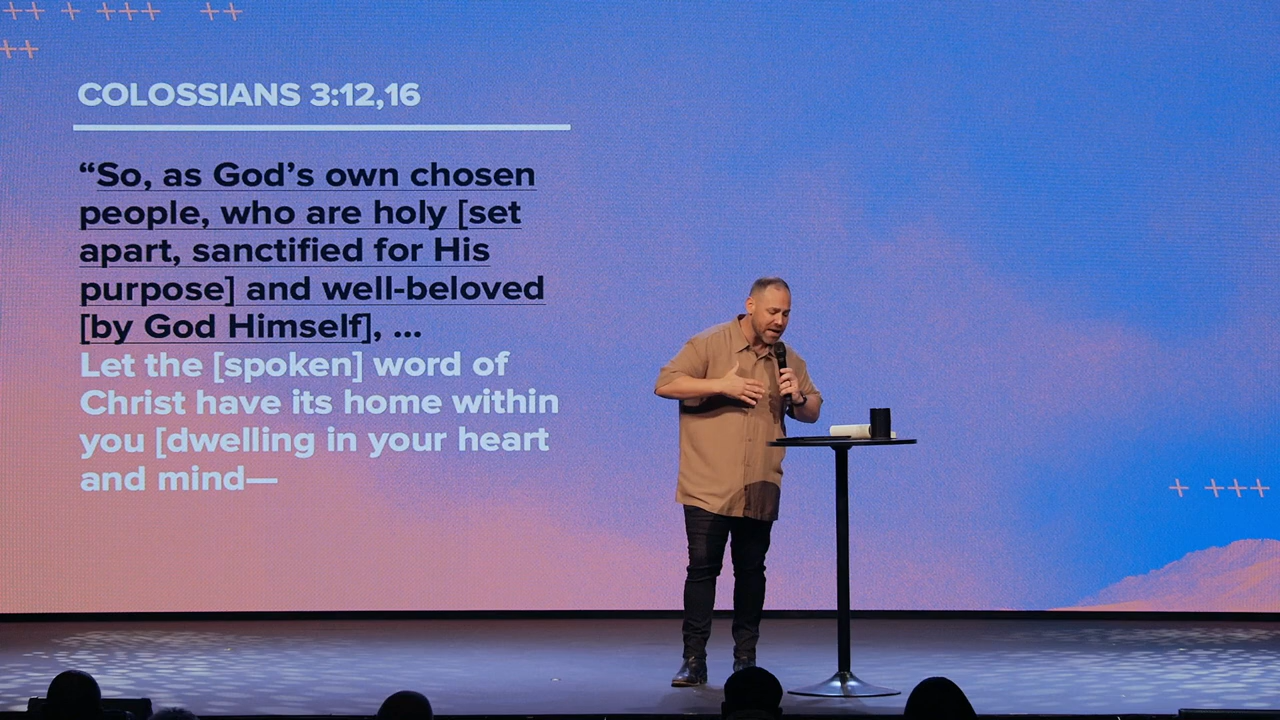 COLOSSIANS 3:12,16
“So, as God’s own chosen
people, who are holy [set
apart, sanctified for His
purpose] and well-beloved
[by God Himself], ...
Let the [spoken] word of
Christ have its home within
you [dwelling in your heart
and mind—